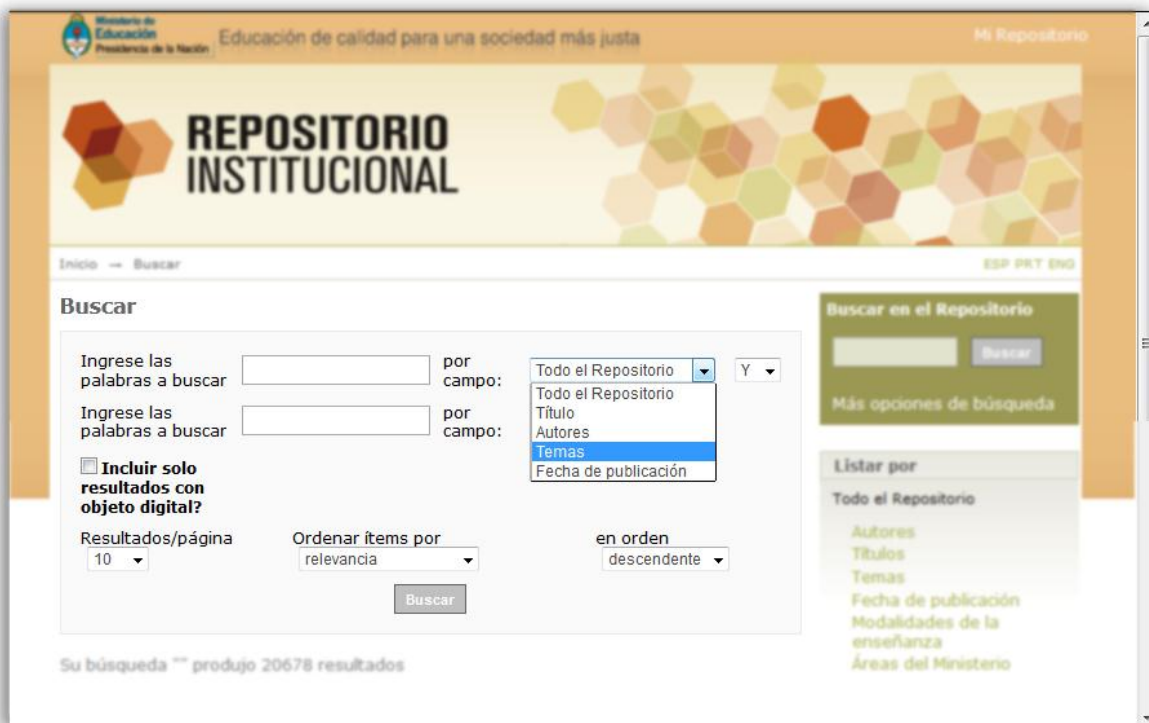 Ministerio de
Educación
Presidencia de la Nación
Educación de calidad para una sociedad más justa
Mi Repositorio
REPOSITORIO
INSTITUCIONAL
Inicio → Buscar
ESP PRT ENG
Buscar
Ingrese las
palabras a buscar
por
campo:
Todo el Repositorio
Y
Todo el Repositorio
Título
Autores
Temas
Fecha de publicación
Ingrese las
palabras a buscar
por
campo:
Incluir solo
resultados con
objeto digital?
Resultados/página
10
Ordenar ítems por
relevancia
en orden
descendente
Buscar
Su búsqueda "" produjo 20678 resultados
Buscar en el Repositorio
Buscar
Más opciones de búsqueda
Listar por
Todo el Repositorio
Autores
Títulos
Temas
Fecha de publicación
Modalidades de la
enseñanza
Áreas del Ministerio